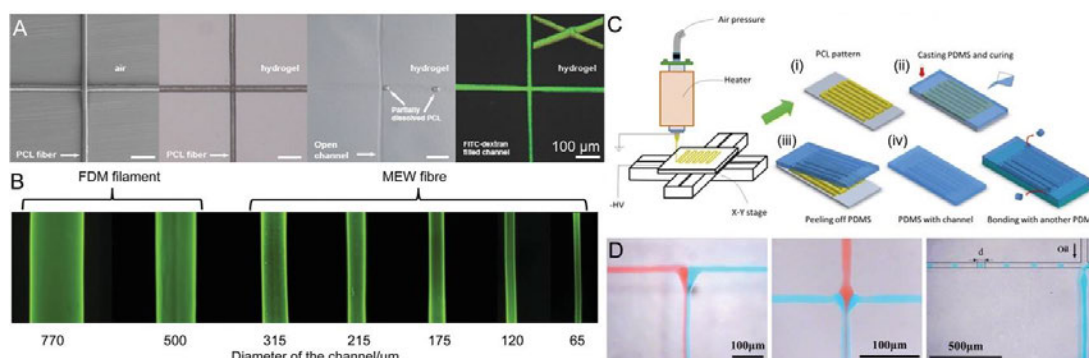 A
air
PCL fiber
hydrogel
PCL fiber
hydrogel
Partially
dissolved PCL
Open
channel
hydrogel
FITC-dextran
filled channel
100 μm
B
FDM filament
MEW fibre
770
500
315
215
175
120
65
Diameter of the channel/μm
C
Air pressure
Heater
-HV
X-Y stage
(i)
PCL pattern
(ii)
Casting PDMS and curing
(iii)
Peeling off PDMS
(iv)
PDMS with channel
Bonding with another PDM
D
100μm
100μm
d
Oil
500μm